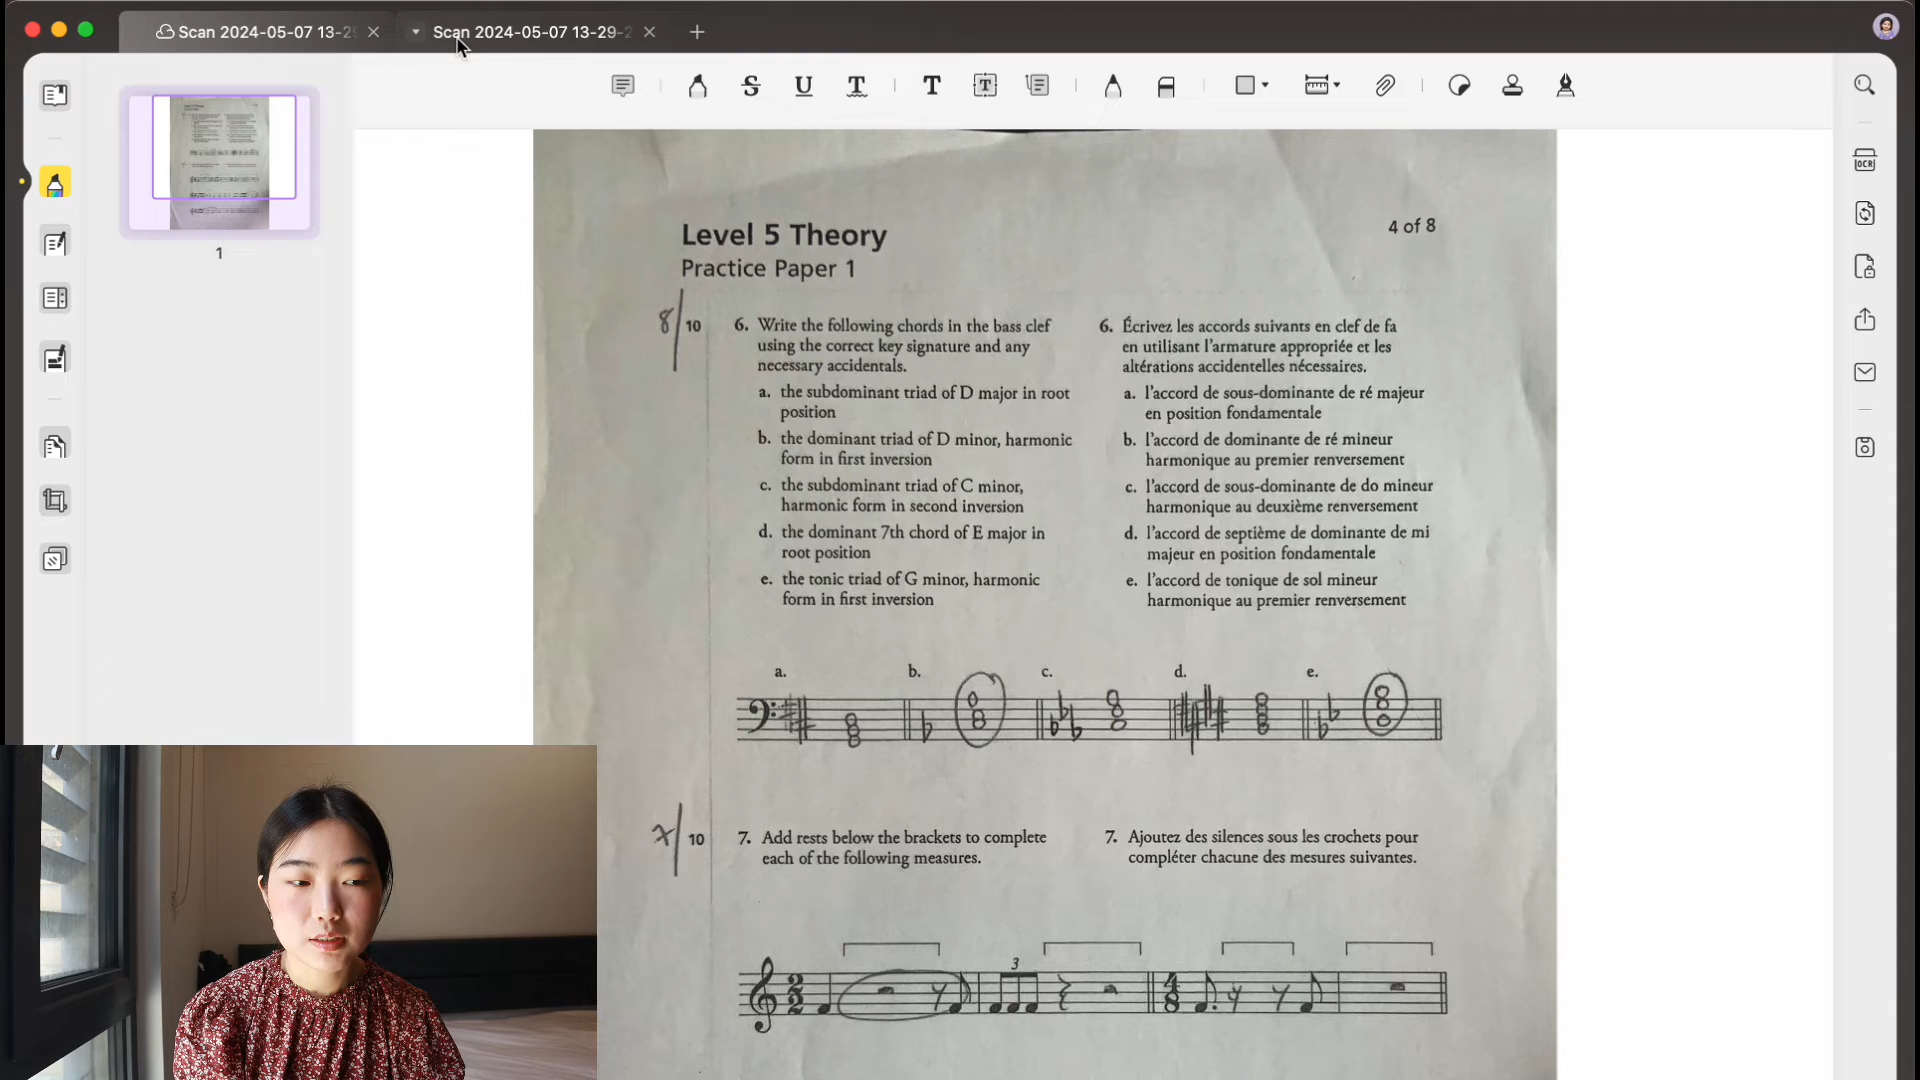 Scan 2024-05-07 13-29
Scan 2024-05-07 13-29-2
OCR
1
Level 5 Theory
4 of 8
Practice Paper 1
8/10
6. Write the following chords in the bass clef
using the correct key signature and any
necessary accidentals.
a. the subdominant triad of D major in root
position
b. the dominant triad of D minor, harmonic
form in first inversion
c. the subdominant triad of C minor,
harmonic form in second inversion
d. the dominant 7th chord of E major in
root position
e. the tonic triad of G minor, harmonic
form in first inversion
6. Écrivez les accords suivants en clef de fa
en utilisant l'armature appropriée et les
altérations accidentelles nécessaires.
a. l'accord de sous-dominante de ré majeur
en position fondamentale
b. l'accord de dominante de ré mineur
harmonique au premier renversement
c. l'accord de sous-dominante de do mineur
harmonique au deuxième renversement
d. l'accord de septième de dominante de mi
majeur en position fondamentale
e. l'accord de tonique de sol mineur
harmonique au premier renversement
a. b. c. d. e.
10
7. Add rests below the brackets to complete
each of the following measures.
7. Ajoutez des silences sous les crochets pour
compléter chacune des mesures suivantes.
3
2
2
4
8